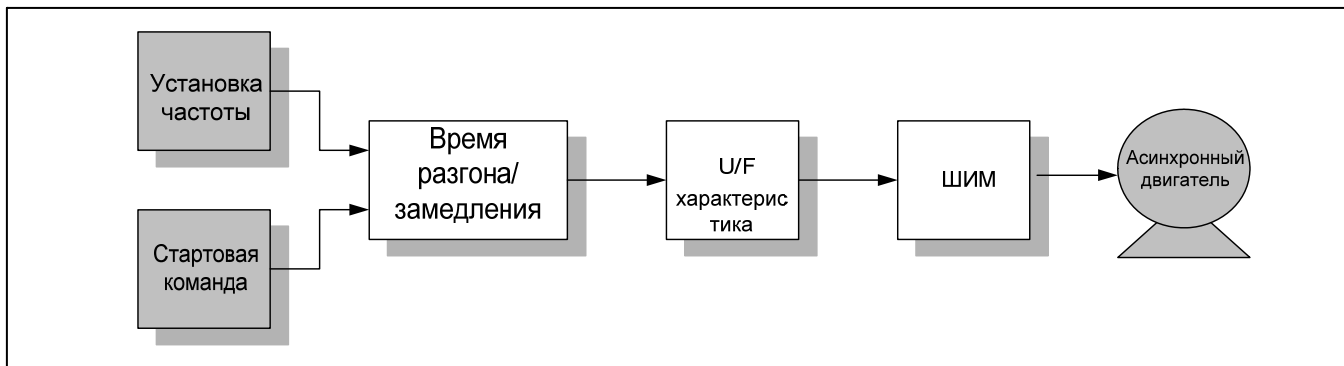 Установка
частоты
Стартовая
команда
Время
разгона/
замедления
U/F
характерис
тика
ШИМ
Асинхронный
двигатель